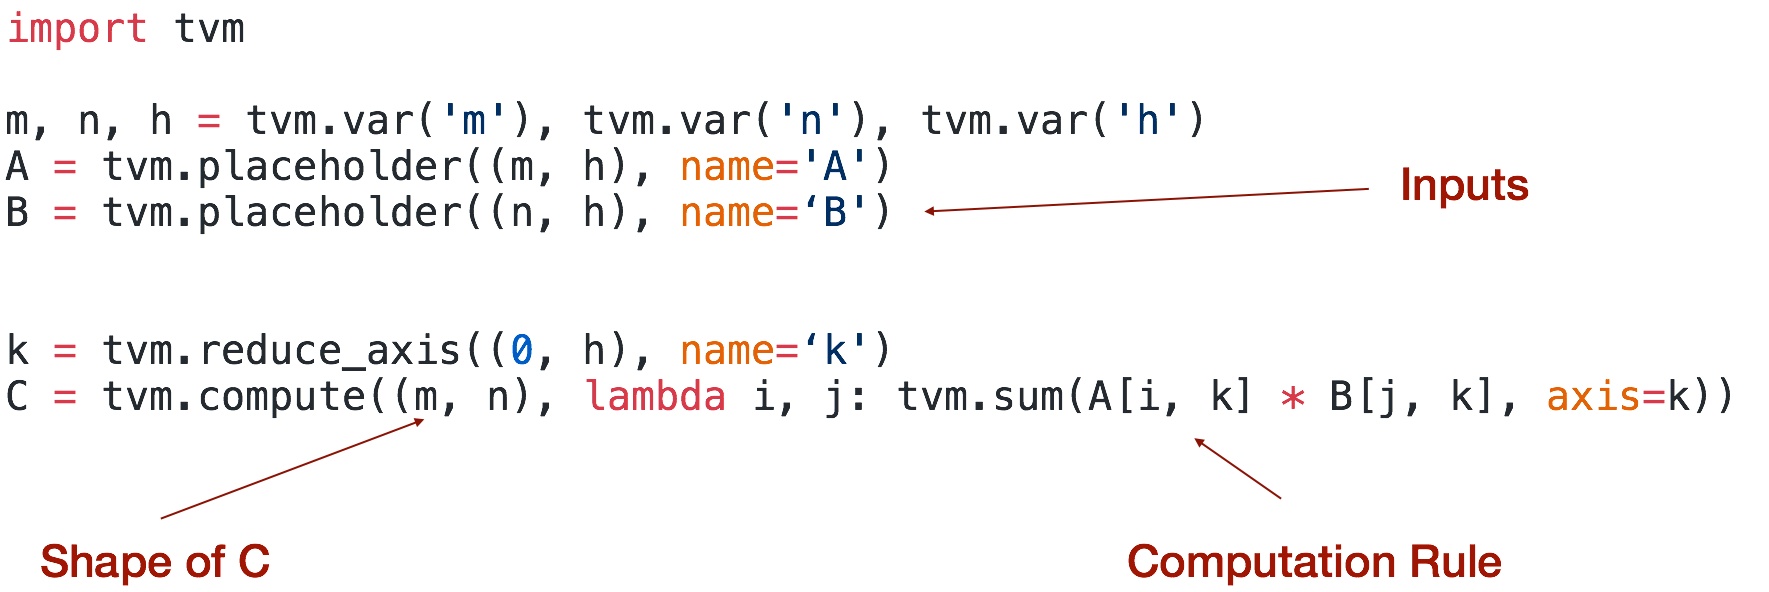 import tvm
m, n, h = tvm.var('m'), tvm.var('n'), tvm.var('h')
A = tvm.placeholder((m, h), name='A')
B = tvm.placeholder((n, h), name=‘B')
Inputs
k = tvm.reduce_axis((0, h), name=‘k')
C = tvm.compute((m, n), lambda i, j: tvm.sum(A[i, k] * B[j, k], axis=k))
Shape of C
Computation Rule